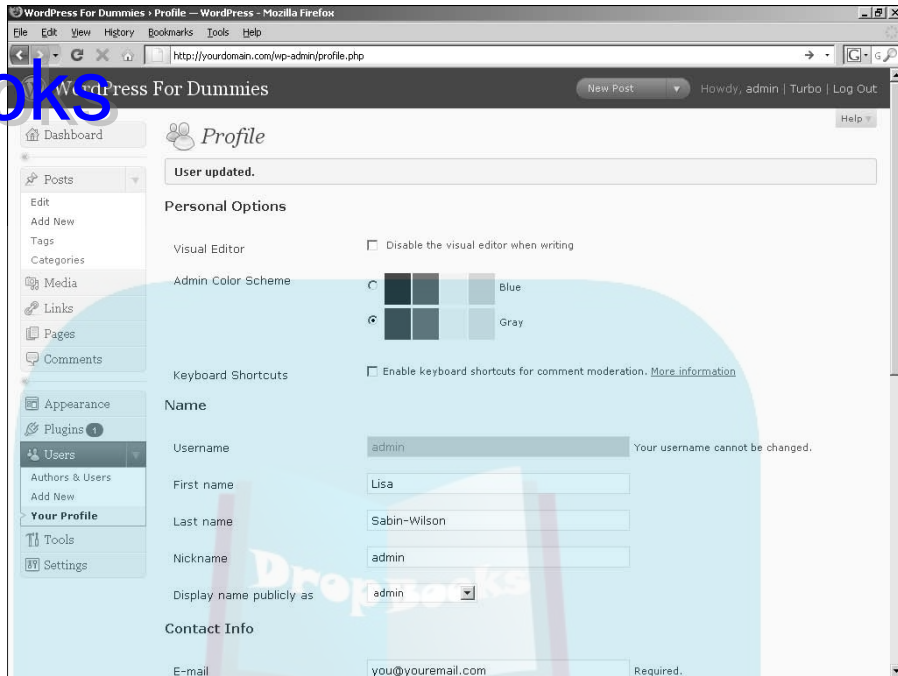 WordPress For Dummies › Profile — WordPress - Mozilla Firefox
File Edit View History Bookmarks Tools Help
http://yourdomain.com/wp-admin/profile.php
oks
WordPress For Dummies New Post Howdy, admin | Turbo | Log Out
Help
Dashboard
Profile
User updated.
Posts
Edit
Add New
Tags
Categories
Media
Links
Pages
Comments
Appearance
Plugins 1
Users
Authors & Users
Add New
Your Profile
Tools
Settings
Personal Options
Visual Editor Disable the visual editor when writing
Admin Color Scheme Blue
Gray
Keyboard Shortcuts Enable keyboard shortcuts for comment moderation. More information
Name
Username admin Your username cannot be changed.
First name Lisa
Last name Sabin-Wilson
Nickname admin
Display name publicly as admin
DropBooks
Contact Info
E-mail you@youremail.com Required.